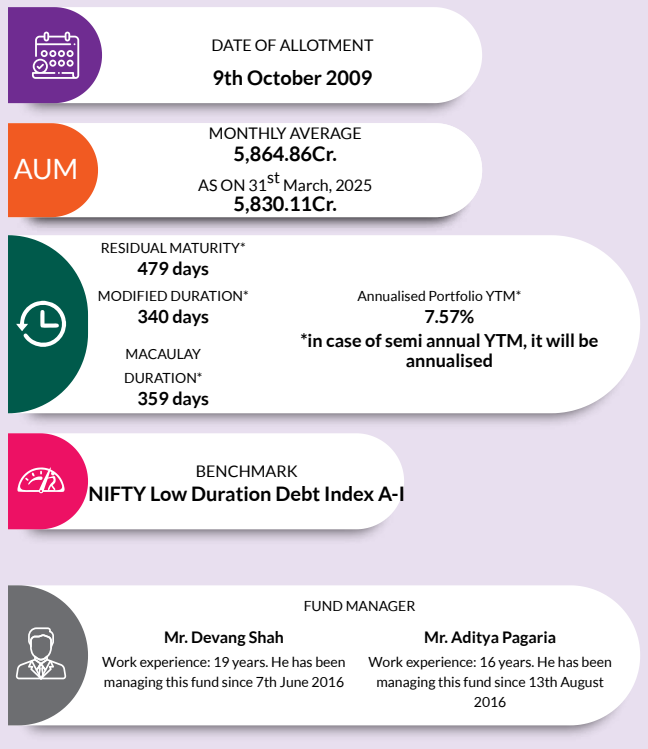 DATE OF ALLOTMENT
9th October 2009
AUM
MONTHLY AVERAGE
5,864.86Cr.
AS ON 31st March, 2025
5,830.11Cr.
RESIDUAL MATURITY*
479 days
MODIFIED DURATION*
340 days
MACAULAY
DURATION*
359 days
Annualised Portfolio YTM*
7.57%
*in case of semi annual YTM, it will be
annualised
BENCHMARK
NIFTY Low Duration Debt Index A-I
FUND MANAGER
Mr. Devang Shah
Work experience: 19 years. He has been
managing this fund since 7th June 2016
Mr. Aditya Pagaria
Work experience: 16 years. He has been
managing this fund since 13th August
2016